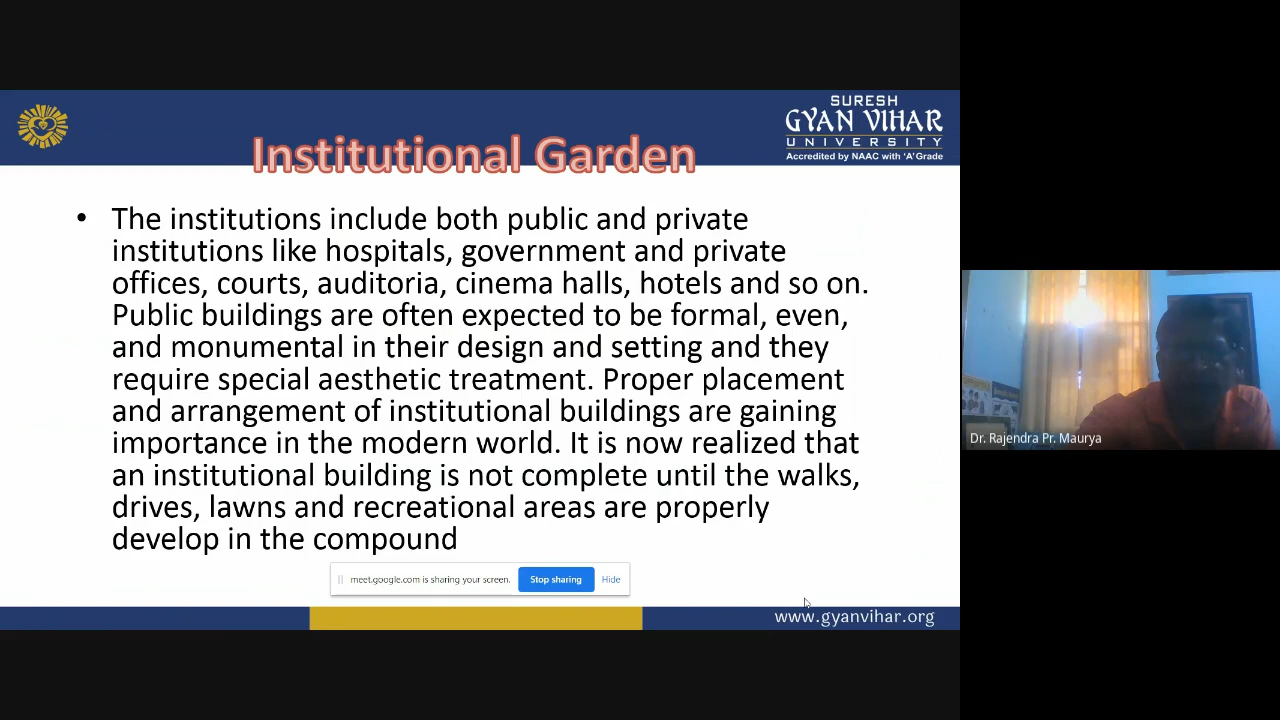 SURESH
GYAN VIHAR
UNIVERSITY
Accredited by NAAC with 'A' Grade
Institutional Garden
• The institutions include both public and private
institutions like hospitals, government and private
offices, courts, auditoria, cinema halls, hotels and so on.
Public buildings are often expected to be formal, even,
and monumental in their design and setting and they
require special aesthetic treatment. Proper placement
and arrangement of institutional buildings are gaining
importance in the modern world. It is now realized that
an institutional building is not complete until the walks,
drives, lawns and recreational areas are properly
develop in the compound
meet.google.com is sharing your screen. Stop sharing Hide
www.gyanvihar.org
Dr. Rajendra Pr. Maurya